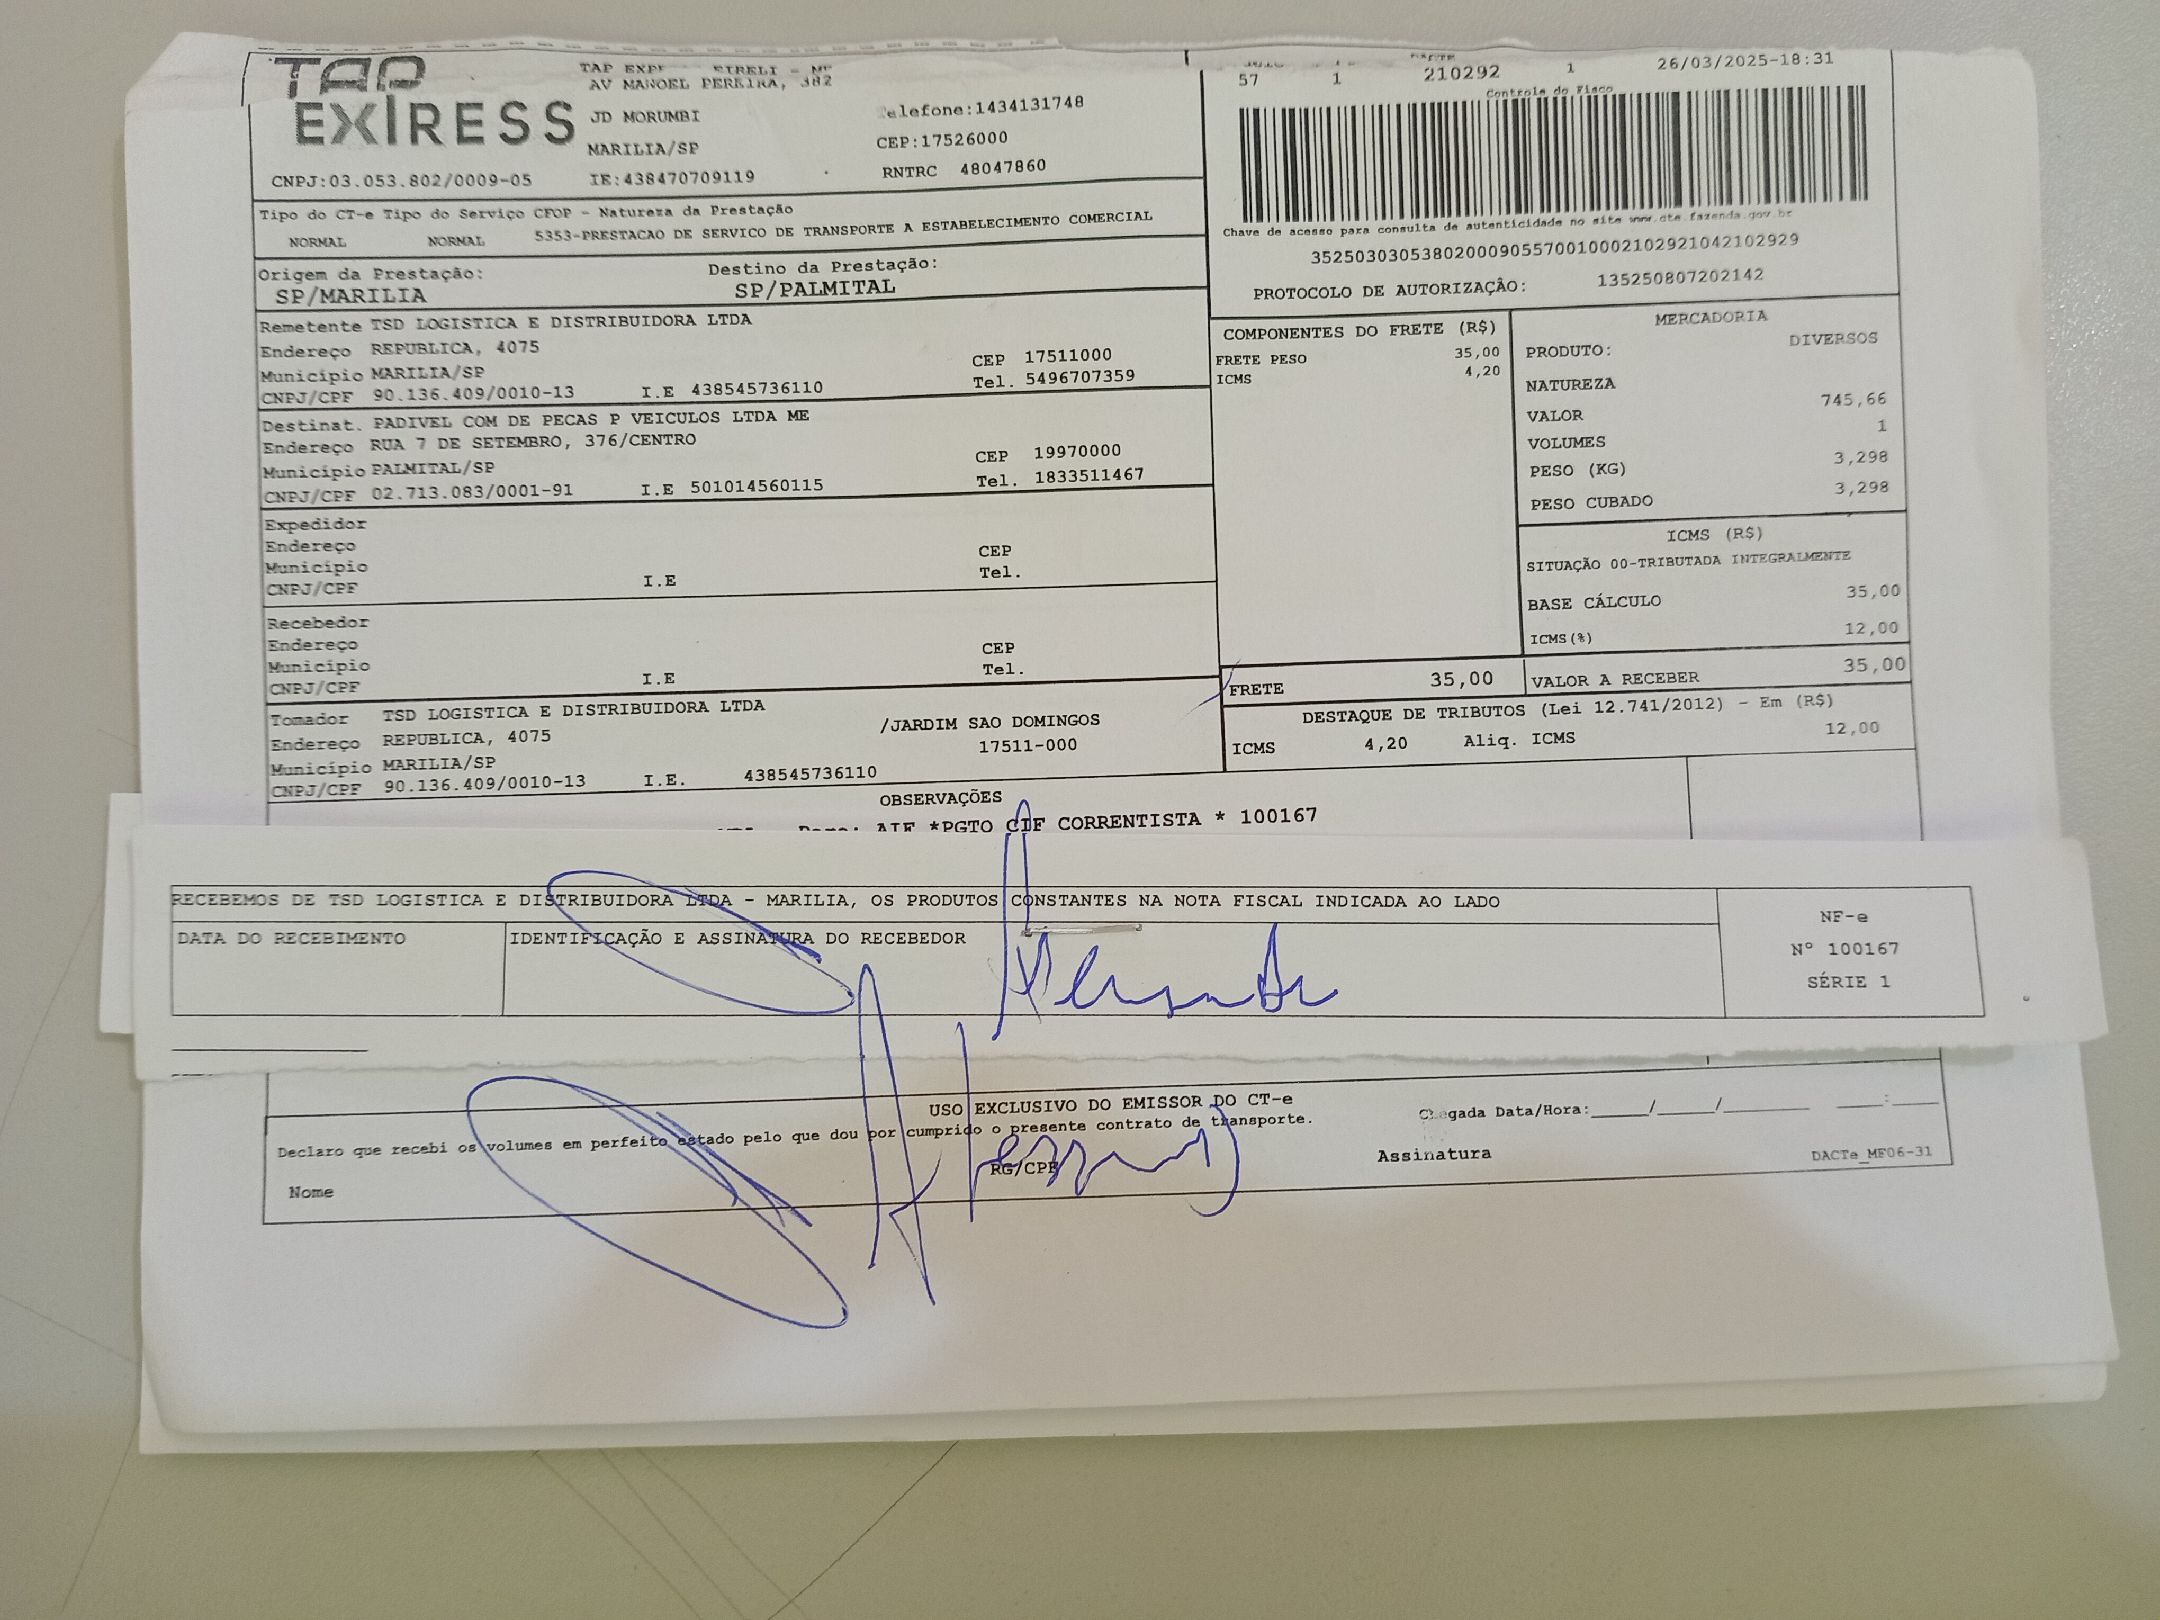 TAP
EXPRESS
TAP EXPR EIRELI - ME
AV MANOEL PEREIRA, 382
JD MORUMBI
MARILIA/SP
Telefone:1434131748
CEP:17526000
RNTRC 48047860
CNPJ:03.053.802/0009-05 IE:438470709119
57 1 210292 1 26/03/2025-18:31
Controle do Fisco
Chave de acesso para consulta de autenticidade no site www.cte.fazenda.gov.br
35250303053802000905570010002102921042102929
PROTOCOLO DE AUTORIZAÇÃO: 135250807202142
Tipo do CT-e Tipo do Serviço CFOP - Natureza da Prestação
NORMAL NORMAL 5353-PRESTACAO DE SERVICO DE TRANSPORTE A ESTABELECIMENTO COMERCIAL
Origem da Prestação: Destino da Prestação:
SP/MARILIA SP/PALMITAL
Remetente TSD LOGISTICA E DISTRIBUIDORA LTDA
Endereço REPUBLICA, 4075 CEP 17511000
Município MARILIA/SP Tel. 5496707359
CNPJ/CPF 90.136.409/0010-13 I.E 438545736110
Destinat. PADIVEL COM DE PECAS P VEICULOS LTDA ME
Endereço RUA 7 DE SETEMBRO, 376/CENTRO CEP 19970000
Município PALMITAL/SP Tel. 1833511467
CNPJ/CPF 02.713.083/0001-91 I.E 501014560115
Expedidor
Endereço CEP
Município Tel.
CNPJ/CPF I.E
Recebedor
Endereço CEP
Município Tel.
CNPJ/CPF I.E
Tomador TSD LOGISTICA E DISTRIBUIDORA LTDA
Endereço REPUBLICA, 4075 /JARDIM SAO DOMINGOS
Município MARILIA/SP 17511-000
CNPJ/CPF 90.136.409/0010-13 I.E. 438545736110
COMPONENTES DO FRETE (R$)
FRETE PESO 35,00
ICMS 4,20
MERCADORIA
PRODUTO: DIVERSOS
NATUREZA
VALOR 745,66
VOLUMES 1
PESO (KG) 3,298
PESO CUBADO 3,298
ICMS (R$)
SITUAÇÃO 00-TRIBUTADA INTEGRALMENTE
BASE CÁLCULO 35,00
ICMS(%) 12,00
FRETE 35,00 VALOR A RECEBER 35,00
DESTAQUE DE TRIBUTOS (Lei 12.741/2012) - Em (R$)
ICMS 4,20 Aliq. ICMS 12,00
OBSERVAÇÕES
AIF *PGTO CIF CORRENTISTA * 100167
RECEBEMOS DE TSD LOGISTICA E DISTRIBUIDORA LTDA - MARILIA, OS PRODUTOS CONSTANTES NA NOTA FISCAL INDICADA AO LADO
DATA DO RECEBIMENTO IDENTIFICAÇÃO E ASSINATURA DO RECEBEDOR
NF-e
Nº 100167
SÉRIE 1
USO EXCLUSIVO DO EMISSOR DO CT-e
Declaro que recebi os volumes em perfeito estado pelo que dou por cumprido o presente contrato de transporte.
Chegada Data/Hora:_____/_____/________ ____:____
Nome RG/CPF Assinatura DACTe_MF06-31